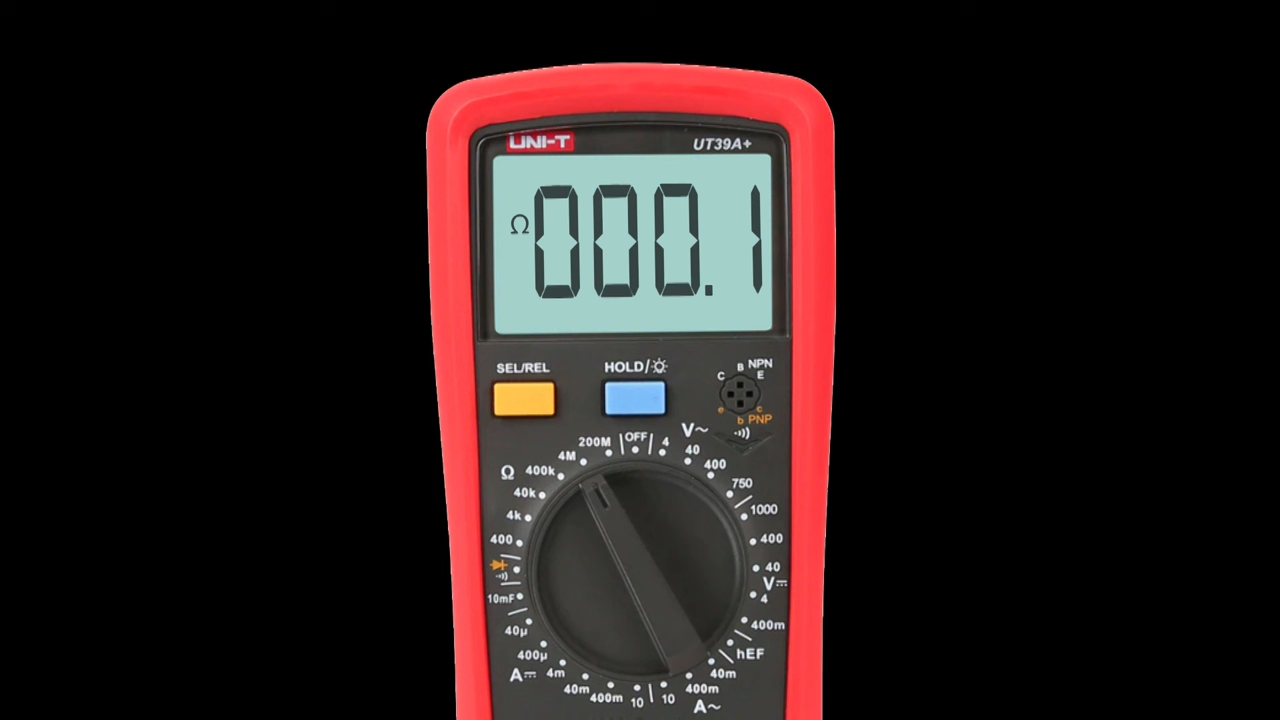 UNI-T UT39A+
Ω 000.1
SEL/REL HOLD/ NPN
C B E
e b c PNP
OFF
V~
4
40
400
750
1000
400
40
V⎓
4
400m
hEF
40m
400m
A~
10
10
400m
40m
A⎓
4m
400µ
40µ
10mF
400
4k
40k
Ω
400k
4M
200M